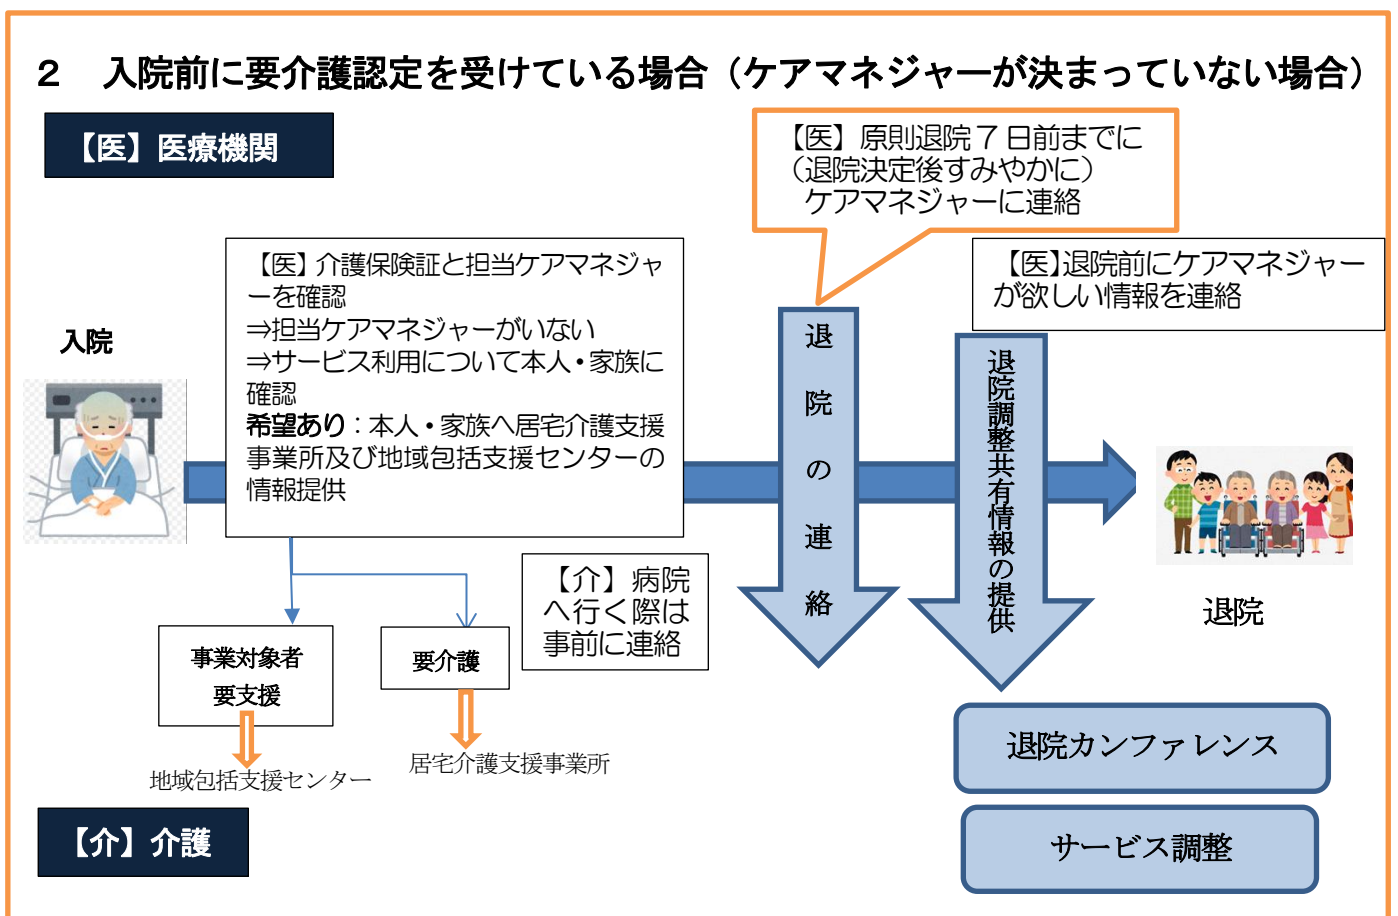 ２　入院前に要介護認定を受けている場合（ケアマネジャーが決まっていない場合）
【医】医療機関
【医】原則退院７日前までに
（退院決定後すみやかに）
ケアマネジャーに連絡
【医】介護保険証と担当ケアマネジャ
ーを確認
⇒担当ケアマネジャーがいない
⇒サービス利用について本人・家族に
確認
希望あり：本人・家族へ居宅介護支援
事業所及び地域包括支援センターの
情報提供
【医】退院前にケアマネジャー
が欲しい情報を連絡
入院
退院の連絡
退院調整共有情報の提供
退院
【介】病院
へ行く際は
事前に連絡
事業対象者
要支援
要介護
地域包括支援センター
居宅介護支援事業所
退院カンファレンス
サービス調整
【介】介護